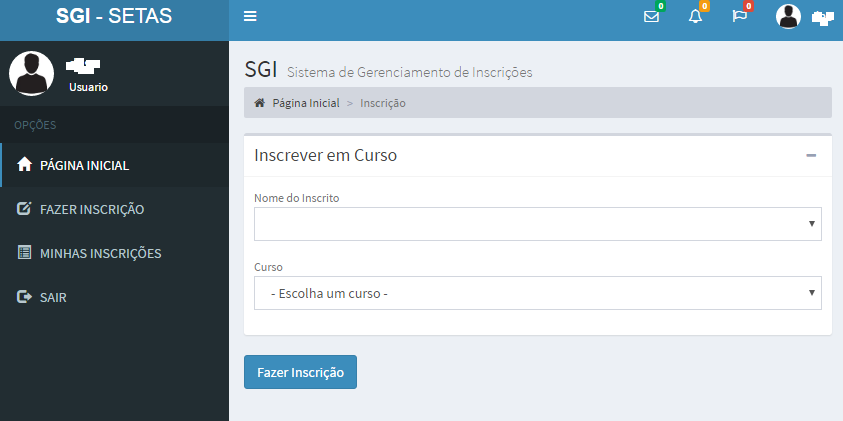 SGI - SETAS
0
0
0
Usuario
OPÇÕES
PÁGINA INICIAL
FAZER INSCRIÇÃO
MINHAS INSCRIÇÕES
SAIR
SGI Sistema de Gerenciamento de Inscrições
Página Inicial > Inscrição
Inscrever em Curso
Nome do Inscrito
Curso
- Escolha um curso -
Fazer Inscrição